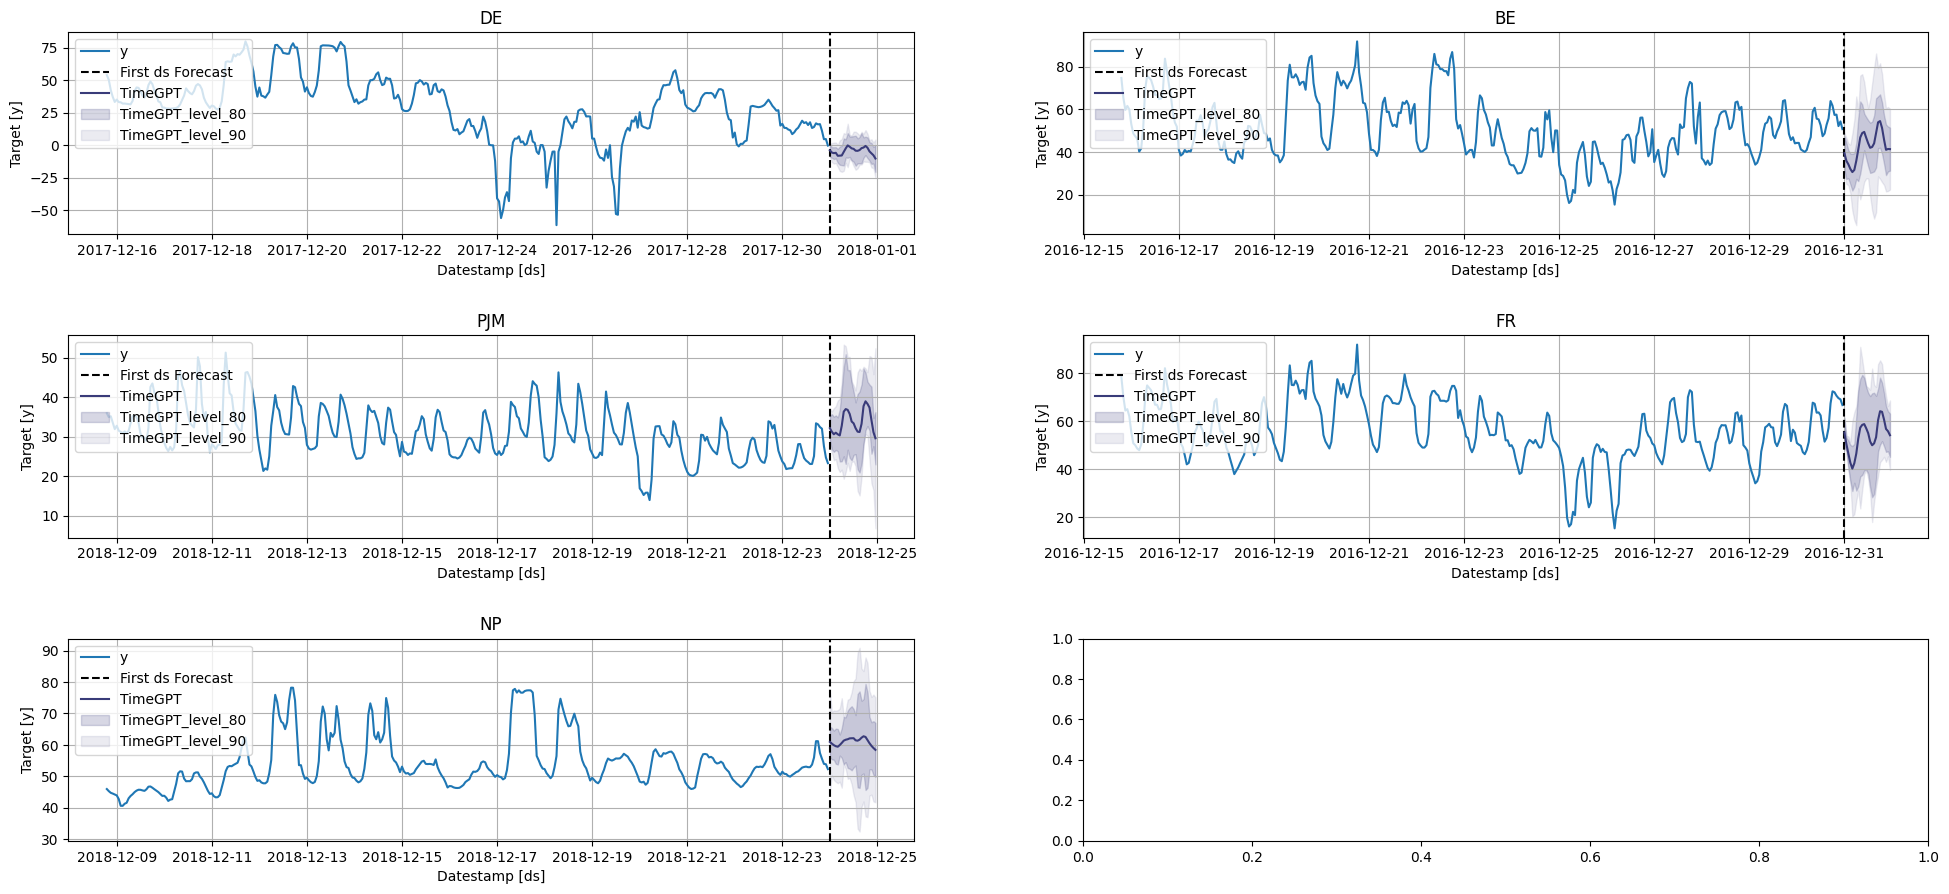 DE
Target [y]
75
50
25
0
−25
−50
y
First ds Forecast
TimeGPT
TimeGPT_level_80
TimeGPT_level_90
2017-12-16 2017-12-18 2017-12-20 2017-12-22 2017-12-24 2017-12-26 2017-12-28 2017-12-30 2018-01-01
Datestamp [ds]
BE
Target [y]
80
60
40
20
y
First ds Forecast
TimeGPT
TimeGPT_level_80
TimeGPT_level_90
2016-12-15 2016-12-17 2016-12-19 2016-12-21 2016-12-23 2016-12-25 2016-12-27 2016-12-29 2016-12-31
Datestamp [ds]
PJM
Target [y]
50
40
30
20
10
y
First ds Forecast
TimeGPT
TimeGPT_level_80
TimeGPT_level_90
2018-12-09 2018-12-11 2018-12-13 2018-12-15 2018-12-17 2018-12-19 2018-12-21 2018-12-23 2018-12-25
Datestamp [ds]
FR
Target [y]
80
60
40
20
y
First ds Forecast
TimeGPT
TimeGPT_level_80
TimeGPT_level_90
2016-12-15 2016-12-17 2016-12-19 2016-12-21 2016-12-23 2016-12-25 2016-12-27 2016-12-29 2016-12-31
Datestamp [ds]
NP
Target [y]
90
80
70
60
50
40
30
y
First ds Forecast
TimeGPT
TimeGPT_level_80
TimeGPT_level_90
2018-12-09 2018-12-11 2018-12-13 2018-12-15 2018-12-17 2018-12-19 2018-12-21 2018-12-23 2018-12-25
Datestamp [ds]
1.0
0.8
0.6
0.4
0.2
0.0
0.0 0.2 0.4 0.6 0.8 1.0